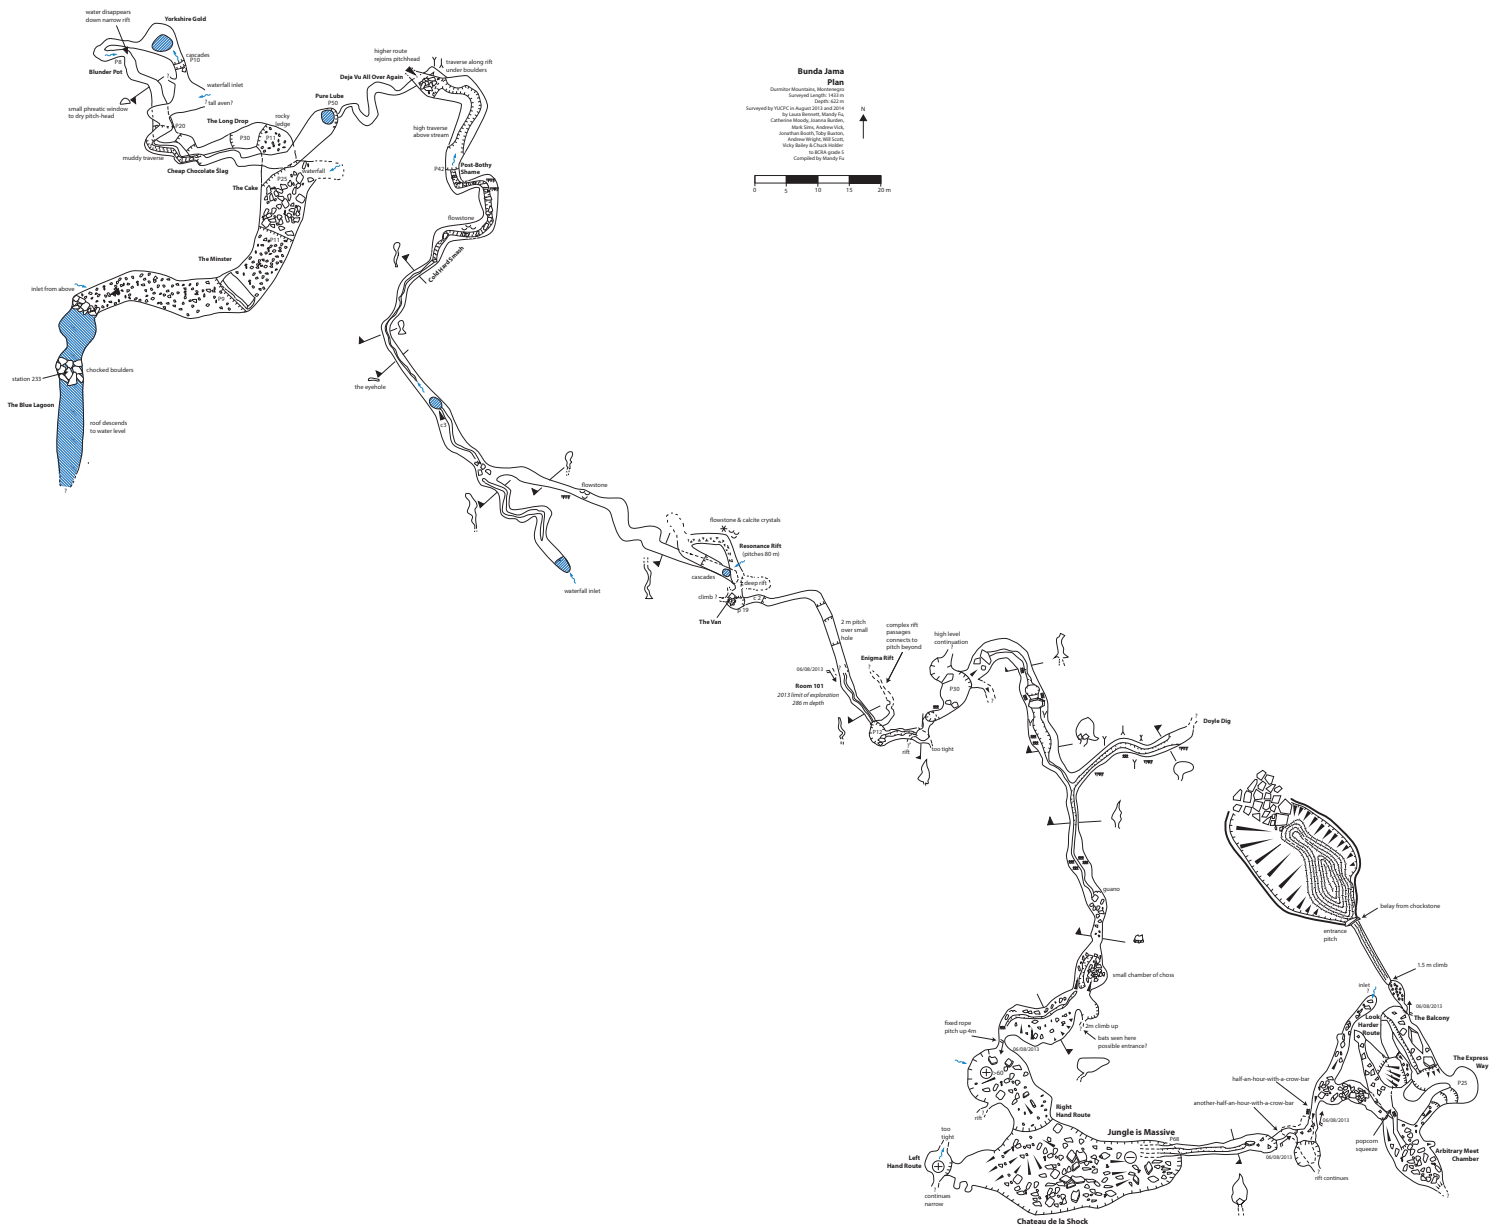 Bunda Jama
Plan
Durmitor Mountains, Montenegro
Surveyed Length: 1433 m
Depth: 622 m
Surveyed by YUCPC in August 2013 and 2014
by Laura Bennett, Mandy Fu,
Catherine Moody, Joanna Burden,
Mark Sims, Andrew Vick,
Jonathan Booth, Toby Buxton,
Andrew Wright, Will Scott,
Vicky Bailey & Chuck Holder
to BCRA grade 5
Compiled by Mandy Fu
N
0 5 10 15 20 m
water disappears
down narrow rift
Yorkshire Gold
cascades
P10
P8
Blunder Pot
waterfall inlet
? tall aven?
small phreatic window
to dry pitch-head
P20
muddy traverse
Cheap Chocolate Slag
The Long Drop
P30
rocky
ledge
P11
Pure Lube
P50
Deja Vu All Over Again
higher route
rejoins pitchhead
traverse along rift
under boulders
high traverse
above stream
P42
Post-Bothy
Shame
flowstone
Cold Hard Smash
waterfall
P25
The Cake
P11
The Minster
P9
inlet from above
station 233
chocked boulders
The Blue Lagoon
roof descends
to water level
?
the eyehole
c3
flowstone
waterfall inlet
flowstone & calcite crystals
Resonance Rift
(pitches 80 m)
cascades
deep rift
climb ?
c 2
P 19
The Van
2 m pitch
over small
hole
06/08/2013
Room 101
2013 limit of exploration
286 m depth
complex rift
passages
connects to
pitch beyond
Enigma Rift
?
P12
?
rift
too tight
high level
continuation
?
P30
?
?
Doyle Dig
guano
small chamber of choss
2m climb up
bats seen here
possible entrance?
fixed rope
pitch up 4m
06/08/2013
>60
?
rift
Right
Hand Route
too
tight
Left
Hand Route
?
continues
narrow
Jungle is Massive
P68
Chateau de la Shock
half-an-hour-with-a-crow-bar
another-half-an-hour-with-a-crow-bar
06/08/2013
06/08/2013
?
rift continues
popcorn
squeeze
Arbitrary Meet
Chamber
?
P25
The Express
Way
Look
Harder
Route
The Balcony
06/08/2013
inlet
?
1.5 m climb
belay from chockstone
entrance
pitch